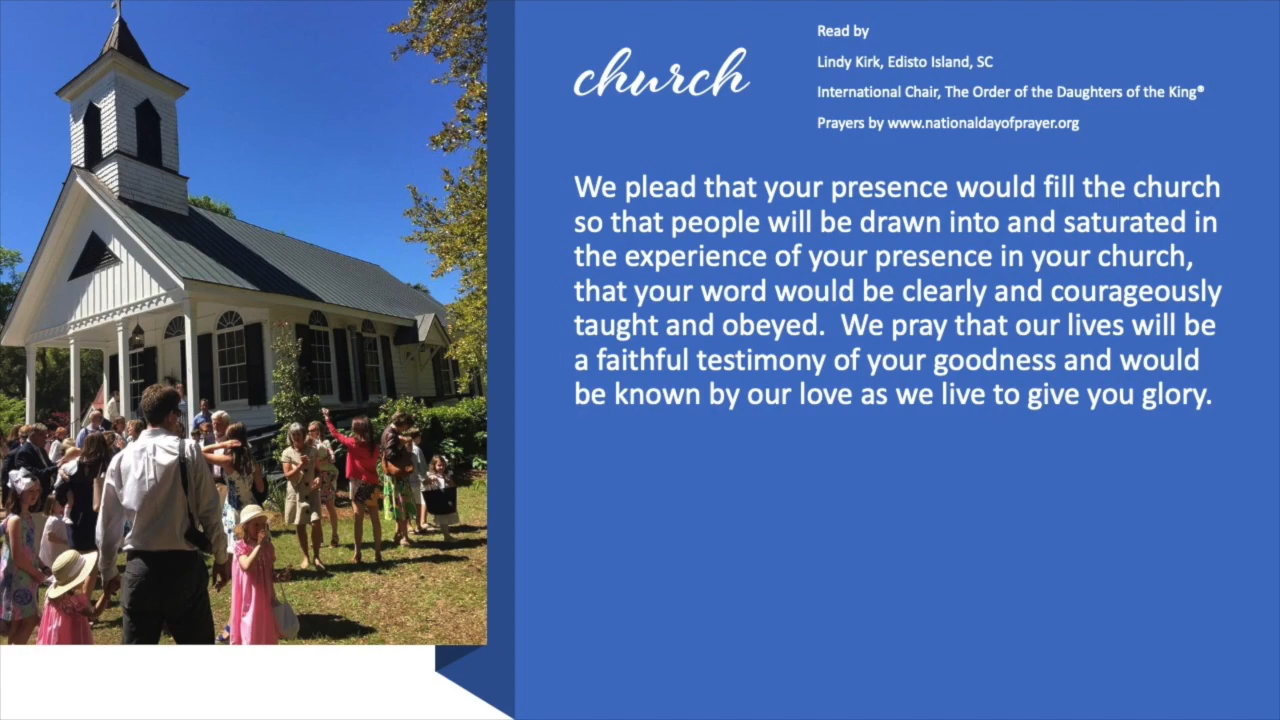 church
Read by
Lindy Kirk, Edisto Island, SC
International Chair, The Order of the Daughters of the King®
Prayers by www.nationaldayofprayer.org
We plead that your presence would fill the church
so that people will be drawn into and saturated in
the experience of your presence in your church,
that your word would be clearly and courageously
taught and obeyed.  We pray that our lives will be
a faithful testimony of your goodness and would
be known by our love as we live to give you glory.